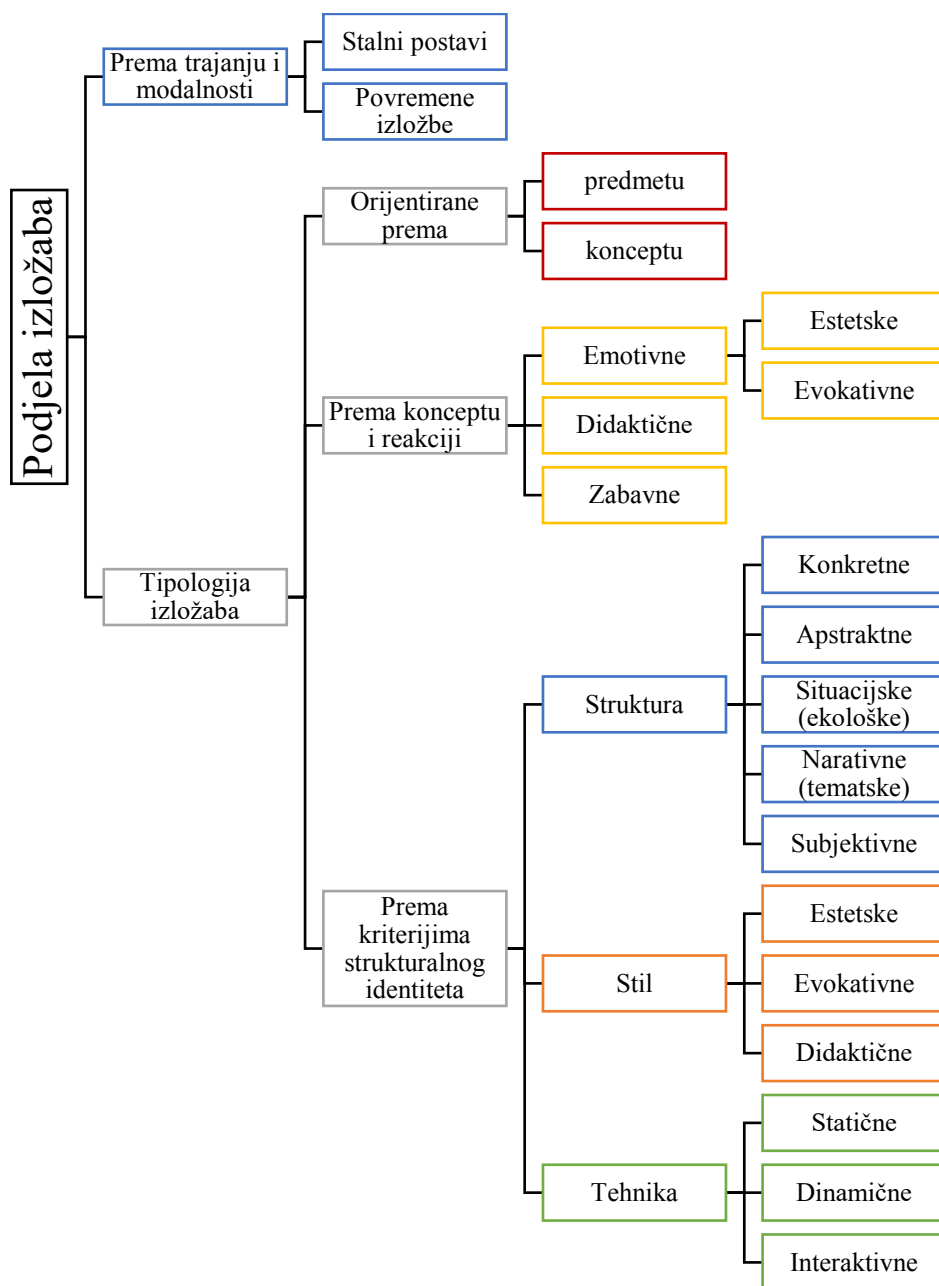 Podjela izložaba
Prema trajanju i
modalnosti
Stalni postavi
Povremene
izložbe
Tipologija
izložaba
Orijentirane
prema
predmetu
konceptu
Prema konceptu
i reakciji
Emotivne
Estetske
Evokativne
Didaktične
Zabavne
Prema
kriterijima
strukturalnog
identiteta
Struktura
Konkretne
Apstraktne
Situacijske
(ekološke)
Narativne
(tematske)
Subjektivne
Stil
Estetske
Evokativne
Didaktične
Tehnika
Statične
Dinamične
Interaktivne